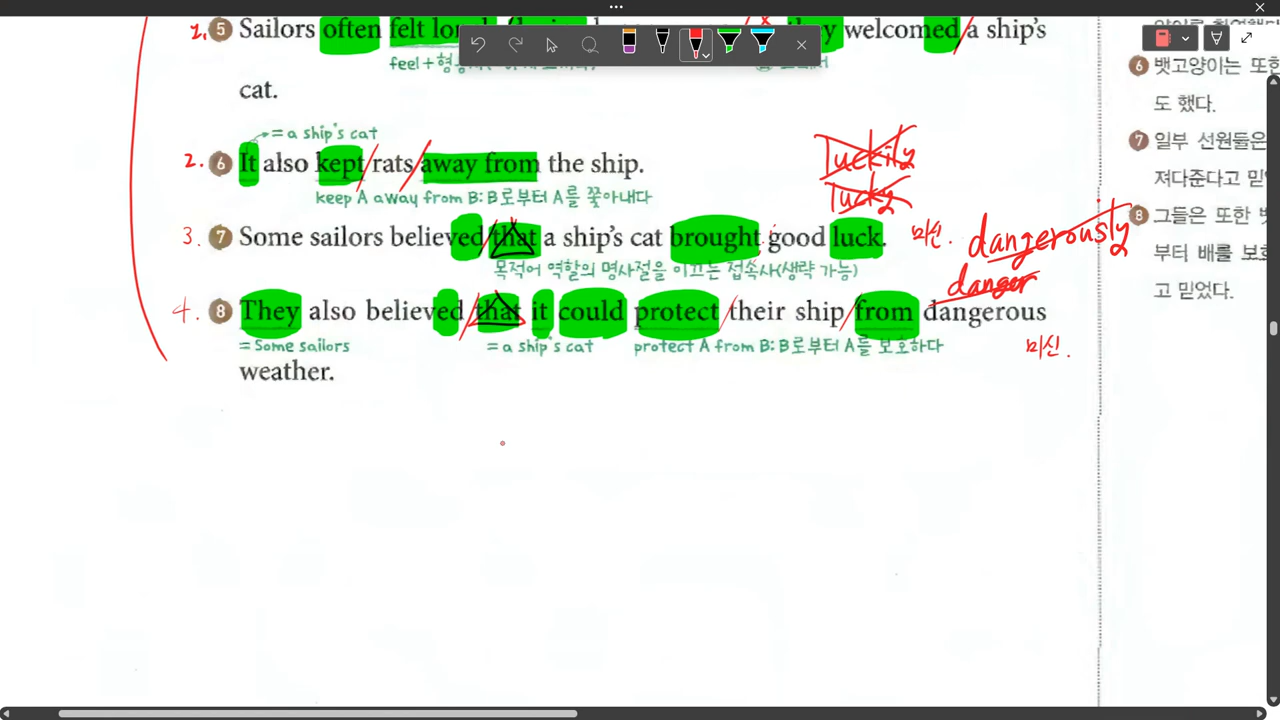 1. 5 Sailors often felt welcomed a ship's
feel + 형
cat.
= a ship's cat
2. 6 It also kept rats away from the ship.
keep A away from B: B로부터 A를 쫓아내다
luckily
lucky
3. 7 Some sailors believed that a ship's cat brought good luck. 미신.
dangerously
danger
목적어 역할의 명사절을 이끄는 접속사(생략 가능)
4. 8 They also believed that it could protect their ship from dangerous
= Some sailors = a ship's cat protect A from B: B로부터 A를 보호하다 미신.
weather.
6 뱃고양이는 또한
도 했다.
7 일부 선원들은
져다준다고 믿
8 그들은 또한 뱃
부터 배를 보호
고 믿었다.